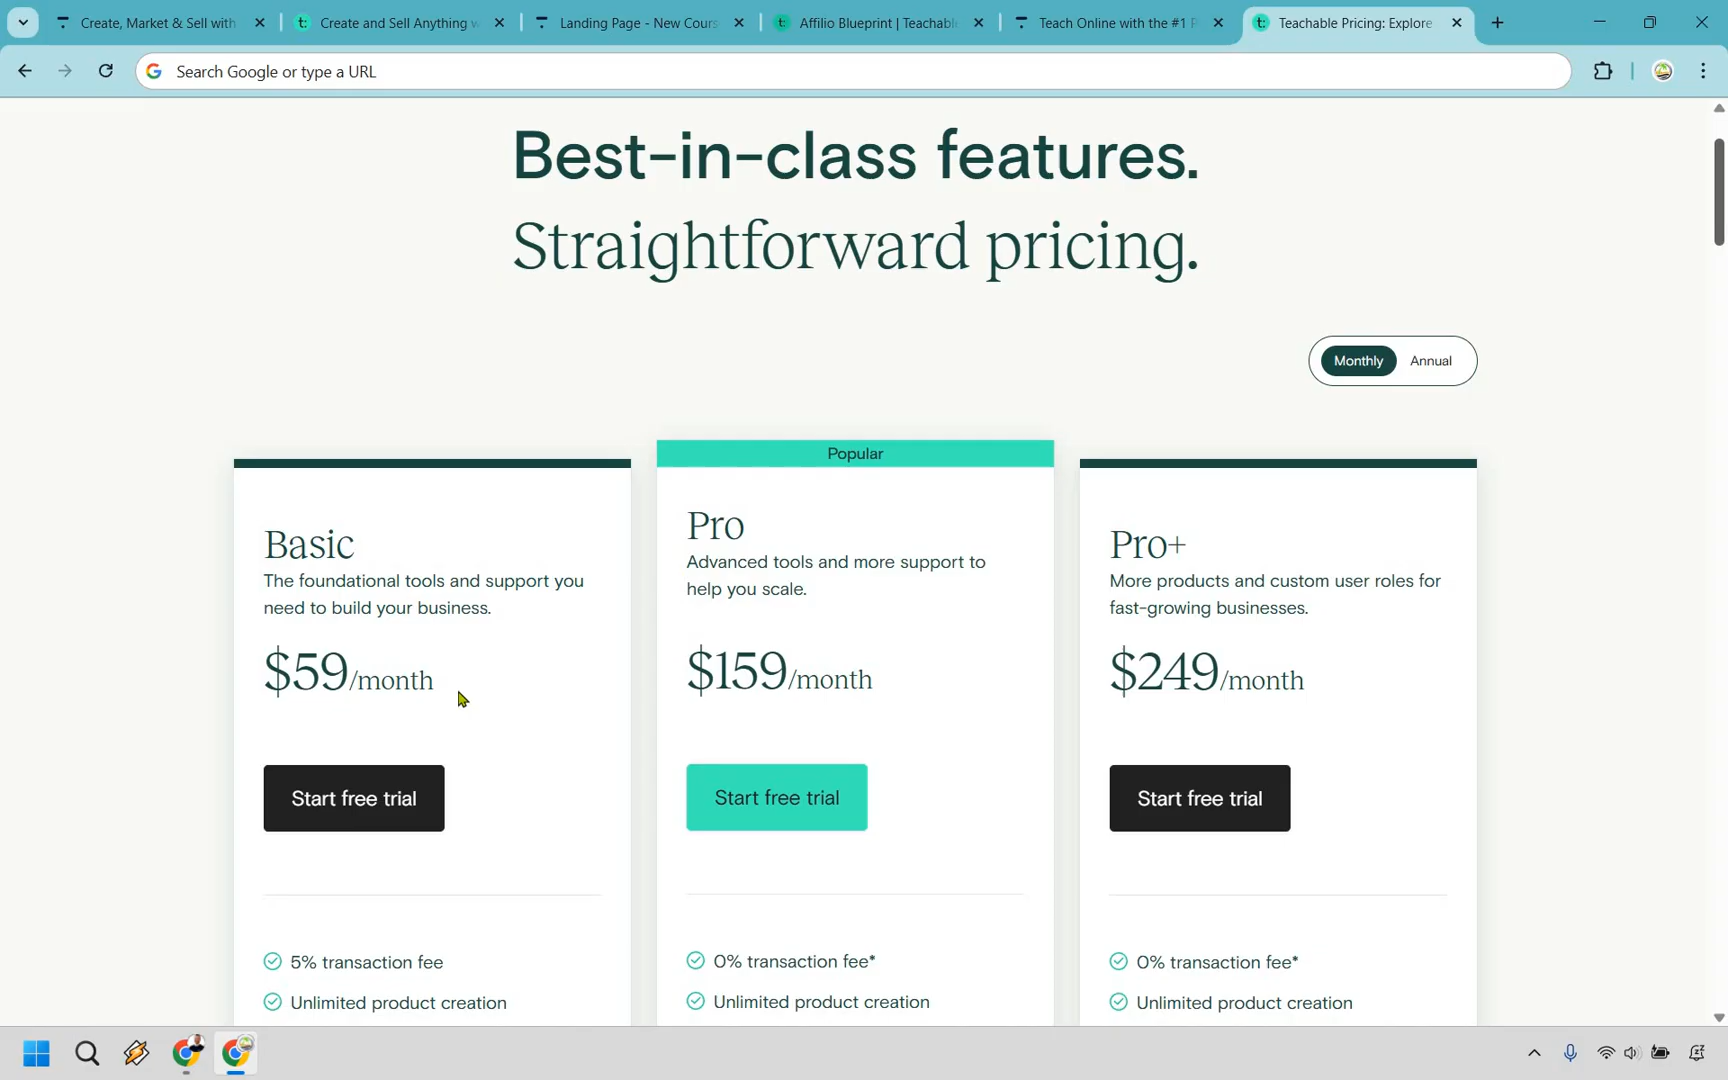 Create, Market & Sell with
Create and Sell Anything w
Landing Page - New Cours
Affilio Blueprint | Teachable
Teach Online with the #1 P
Teachable Pricing: Explore
Search Google or type a URL
Best-in-class features.
Straightforward pricing.
Monthly
Annual
Popular
Basic
The foundational tools and support you
need to build your business.
$59/month
Start free trial
5% transaction fee
Unlimited product creation
Pro
Advanced tools and more support to
help you scale.
$159/month
Start free trial
0% transaction fee*
Unlimited product creation
Pro+
More products and custom user roles for
fast-growing businesses.
$249/month
Start free trial
0% transaction fee*
Unlimited product creation